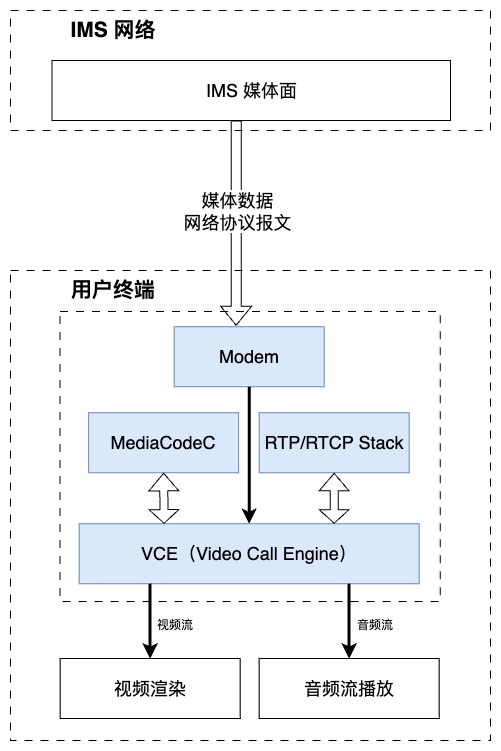 IMS 网络
IMS 媒体面
媒体数据
网络协议报文
用户终端
Modem
MediaCodeC
RTP/RTCP Stack
VCE（Video Call Engine）
视频流
音频流
视频渲染
音频流播放